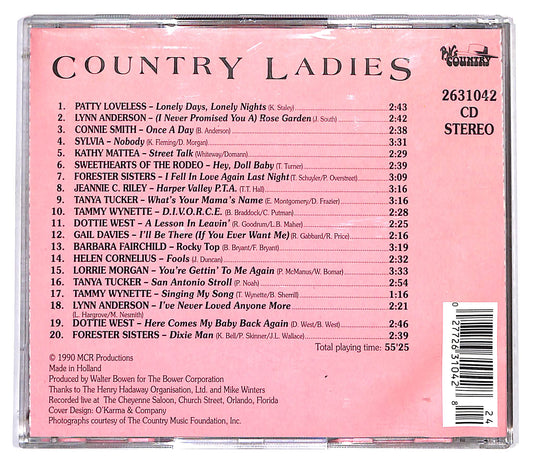 COUNTRY LADIES
COUNTRY
2631042
CD
STEREO
1. PATTY LOVELESS – Lonely Days, Lonely Nights (K. Staley) 2:43
2. LYNN ANDERSON – (I Never Promised You A) Rose Garden (J. South) 2:42
3. CONNIE SMITH – Once A Day (B. Anderson) 2:38
4. SYLVIA – Nobody (K. Fleming/D. Morgan) 3:31
5. KATHY MATTEA – Street Talk (Whiteway/Domann) 2:29
6. SWEETHEARTS OF THE RODEO – Hey, Doll Baby (T. Turner) 2:39
7. FORESTER SISTERS – I Fell In Love Again Last Night (T. Schuyler/P. Overstreet) 3:09
8. JEANNIE C. RILEY – Harper Valley P.T.A. (T.T. Hall) 3:16
9. TANYA TUCKER – What's Your Mama's Name (E. Montgomery/D. Frazier) 3:16
10. TAMMY WYNETTE – D.I.V.O.R.C.E. (B. Braddock/C. Putman) 2:28
11. DOTTIE WEST – A Lesson In Leavin' (R. Goodrum/L.B. Maher) 2:25
12. GAIL DAVIES – I'll Be There (If You Ever Want Me) (R. Gabbard/R. Price) 2:16
13. BARBARA FAIRCHILD – Rocky Top (B. Bryant/F. Bryant) 3:19
14. HELEN CORNELIUS – Fools (J. Duncan) 2:32
15. LORRIE MORGAN – You're Gettin' To Me Again (P. McManus/W. Bomar) 3:33
16. TANYA TUCKER – San Antonio Stroll (P. Noah) 2:54
17. TAMMY WYNETTE – Singing My Song (T. Wynette/B. Sherrill) 1:16
18. LYNN ANDERSON – I've Never Loved Anyone More 2:21
(L. Hargrove/M. Nesmith)
19. DOTTIE WEST – Here Comes My Baby Back Again (D. West/B. West) 2:46
20. FORESTER SISTERS – Dixie Man (K. Bell/P. Skinner/J.L. Wallace) 2:39
Total playing time: 55'25
© 1990 MCR Productions
Made in Holland
Produced by Walter Bowen for The Bower Corporation
Thanks to The Henry Hadaway Organisation, Ltd. and Mike Winters
Recorded live at The Cheyenne Saloon, Church Street, Orlando, Florida
Cover Design: O'Karma & Company
Photographs courtesy of The Country Music Foundation, Inc.
0 27726 31042 8
24